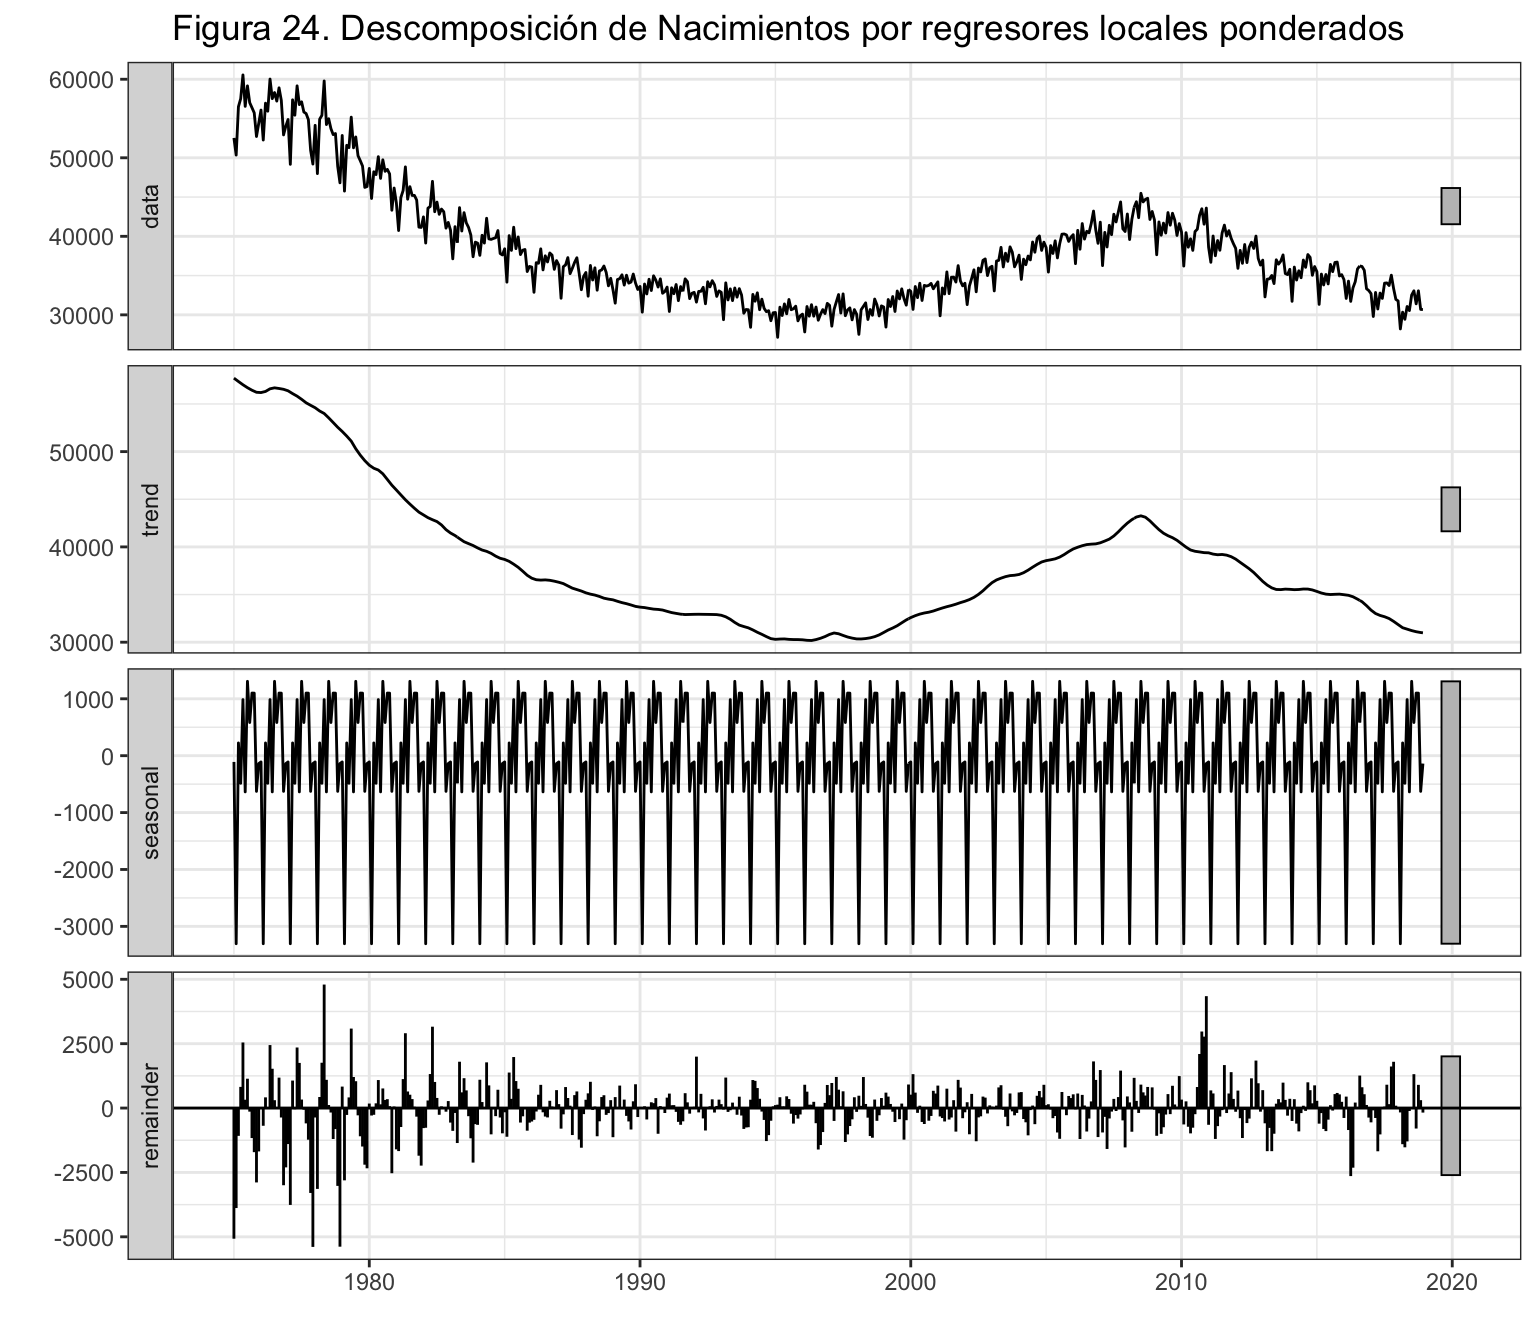 Figura 24. Descomposición de Nacimientos por regresores locales ponderados
data
60000
50000
40000
30000
trend
50000
40000
30000
seasonal
1000
0
-1000
-2000
-3000
remainder
5000
2500
0
-2500
-5000
1980 1990 2000 2010 2020